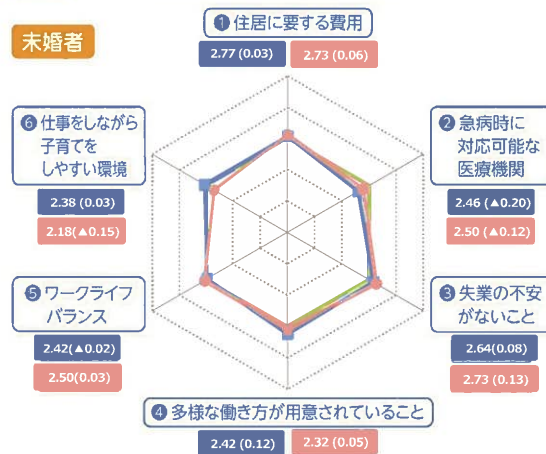 未婚者
❶ 住居に要する費用
2.77 (0.03) 2.73 (0.06)
❷ 急病時に
対応可能な
医療機関
2.46 (▲0.20)
2.50 (▲0.12)
❸ 失業の不安
がないこと
2.64(0.08)
2.73 (0.13)
❹ 多様な働き方が用意されていること
2.42 (0.12) 2.32 (0.05)
❺ ワークライフ
バランス
2.42(▲0.02)
2.50(0.03)
❻ 仕事をしながら
子育てを
しやすい環境
2.38 (0.03)
2.18(▲0.15)